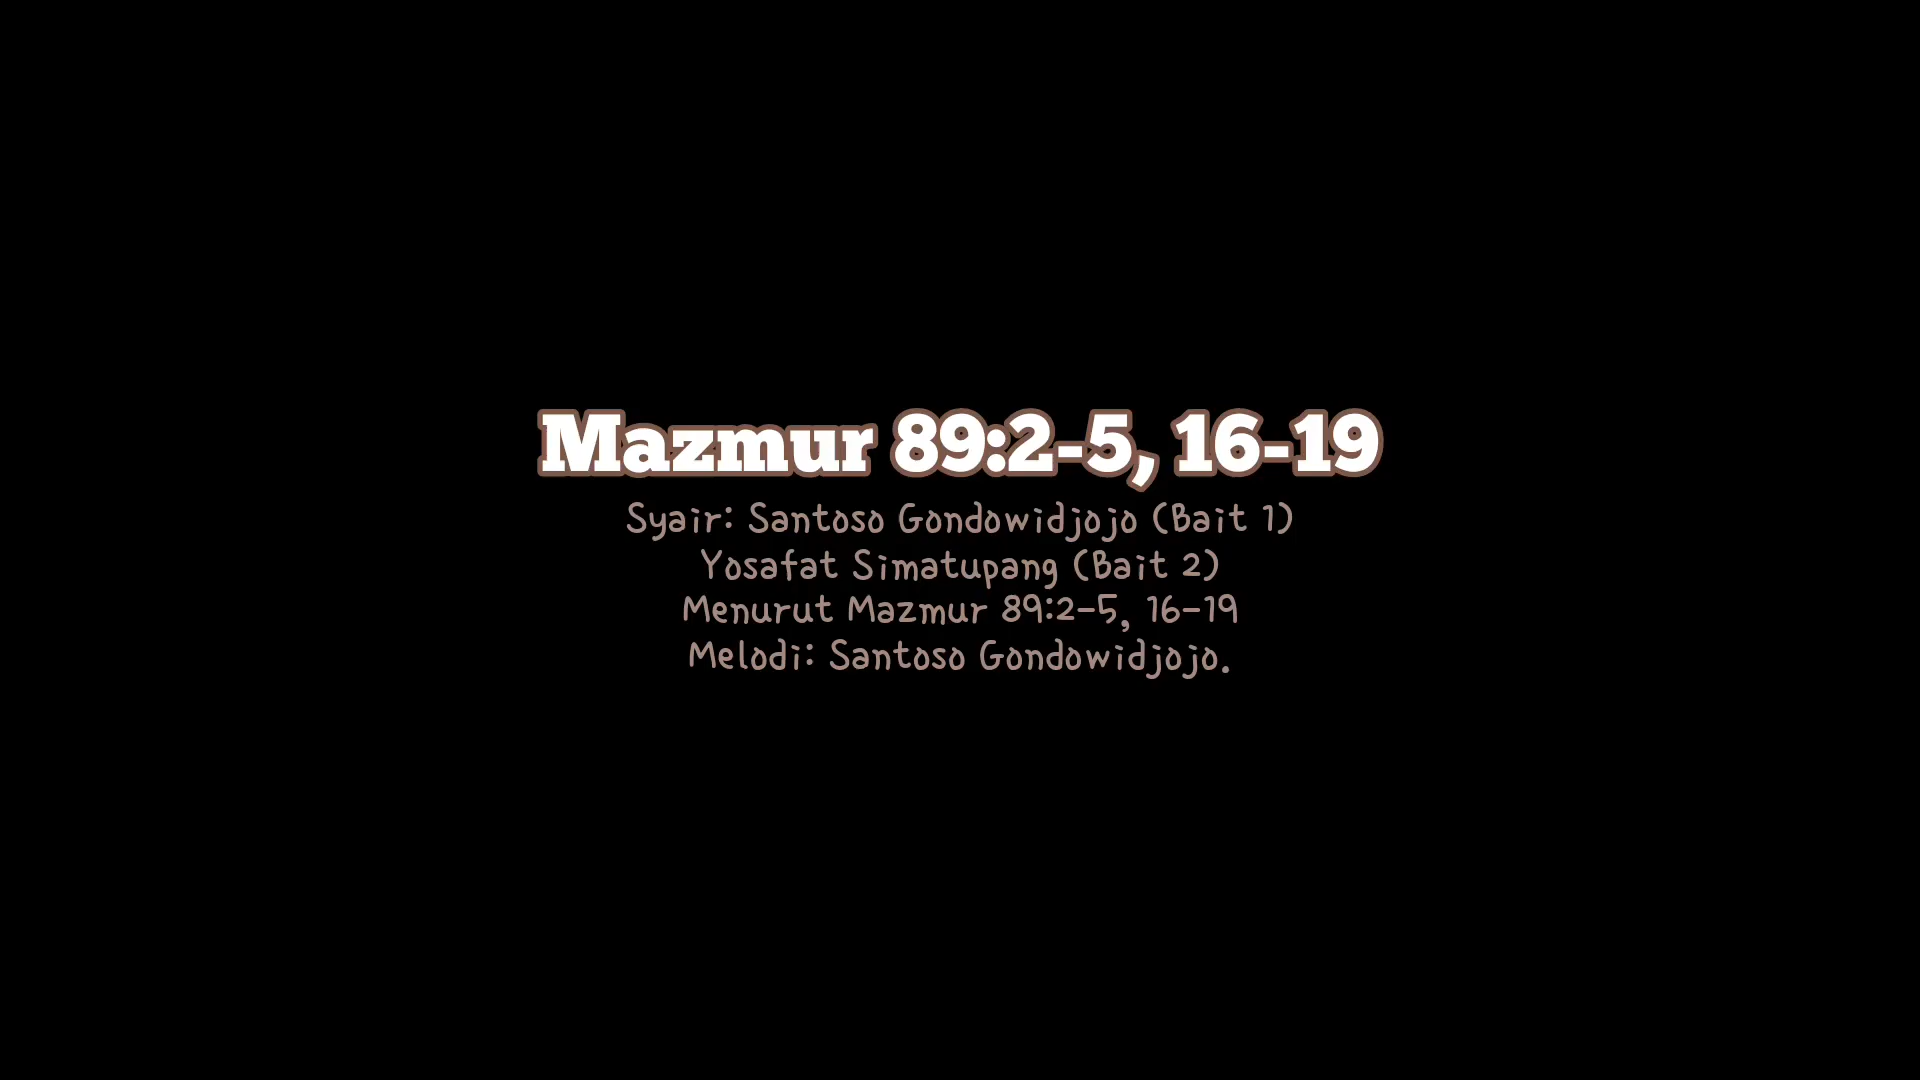 Mazmur 89:2-5, 16-19
Syair: Santoso Gondowidjojo (Bait 1)
Yosafat Simatupang (Bait 2)
Menurut Mazmur 89:2-5, 16-19
Melodi: Santoso Gondowidjojo.